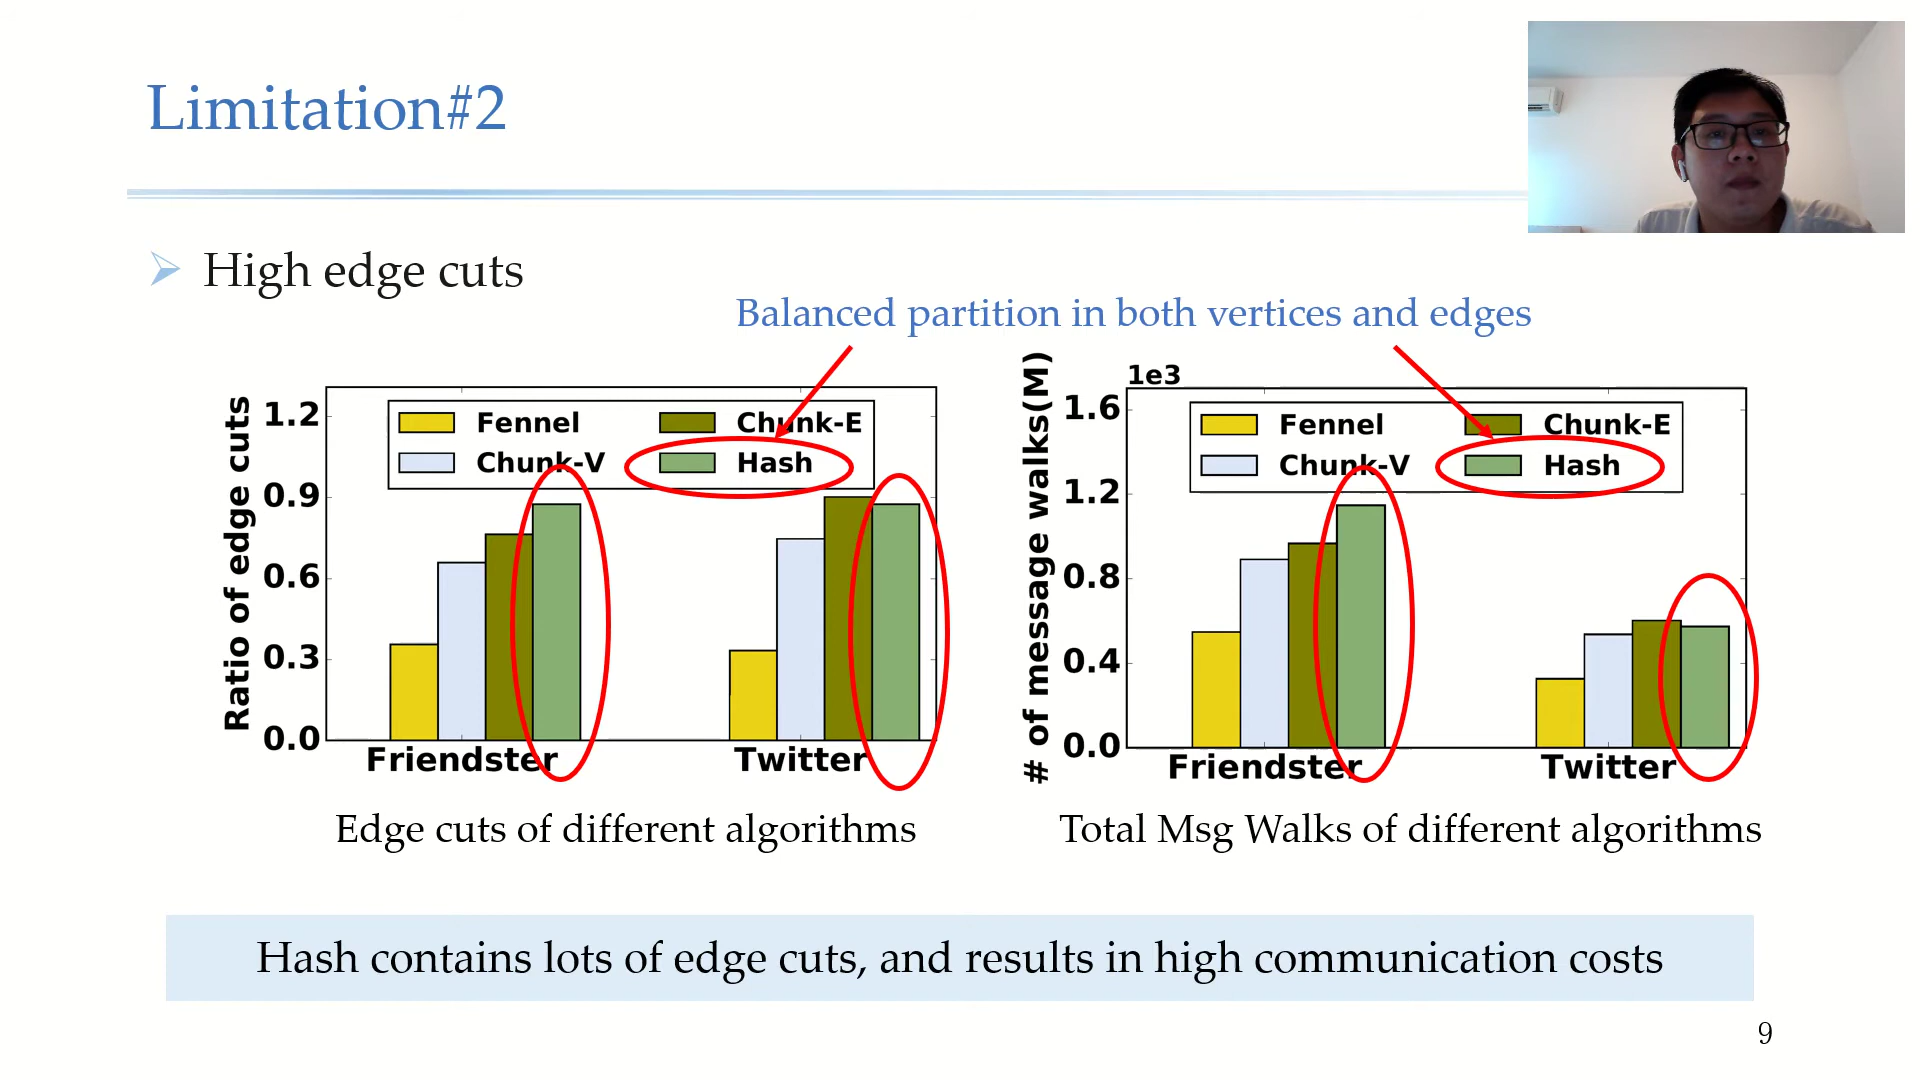 Limitation#2
High edge cuts
Balanced partition in both vertices and edges
Ratio of edge cuts
1.2
0.9
0.6
0.3
0.0
Fennel
Chunk-E
Chunk-V
Hash
Friendster
Twitter
Edge cuts of different algorithms
# of message walks(M)
1e3
1.6
1.2
0.8
0.4
0.0
Fennel
Chunk-E
Chunk-V
Hash
Friendster
Twitter
Total Msg Walks of different algorithms
Hash contains lots of edge cuts, and results in high communication costs
9